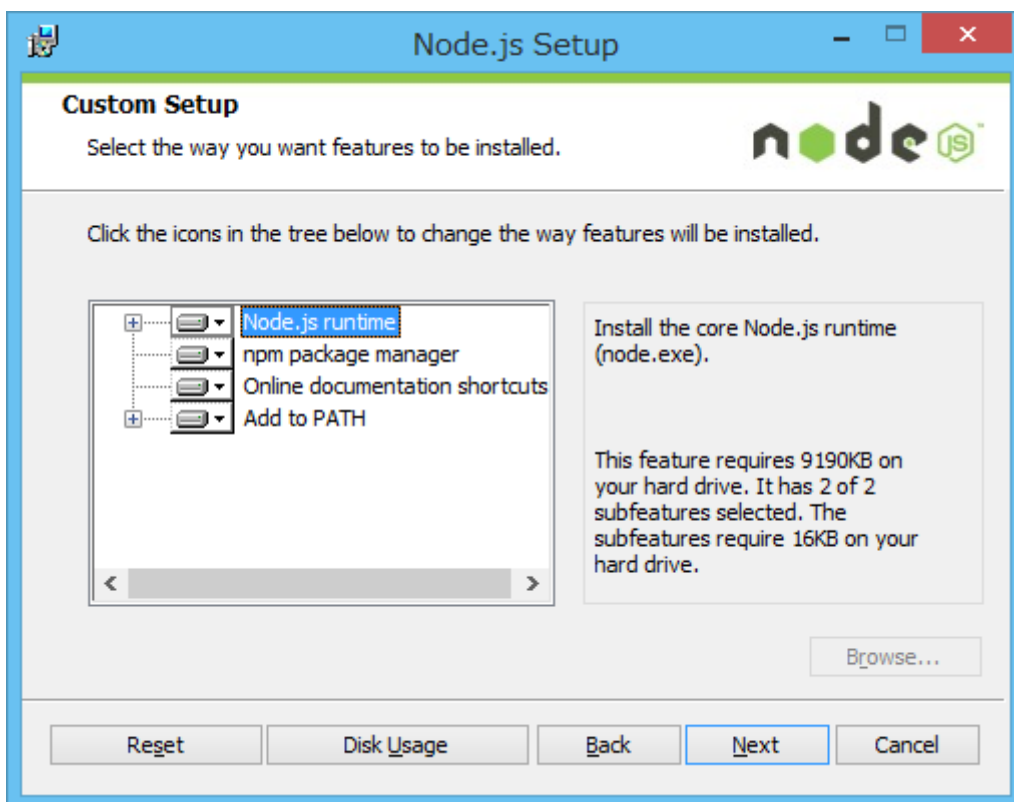 Node.js Setup
Custom Setup
Select the way you want features to be installed.
node JS ™
Click the icons in the tree below to change the way features will be installed.
Node.js runtime
npm package manager
Online documentation shortcuts
Add to PATH
Install the core Node.js runtime
(node.exe).
This feature requires 9190KB on
your hard drive. It has 2 of 2
subfeatures selected. The
subfeatures require 16KB on your
hard drive.
Browse...
Reset
Disk Usage
Back
Next
Cancel